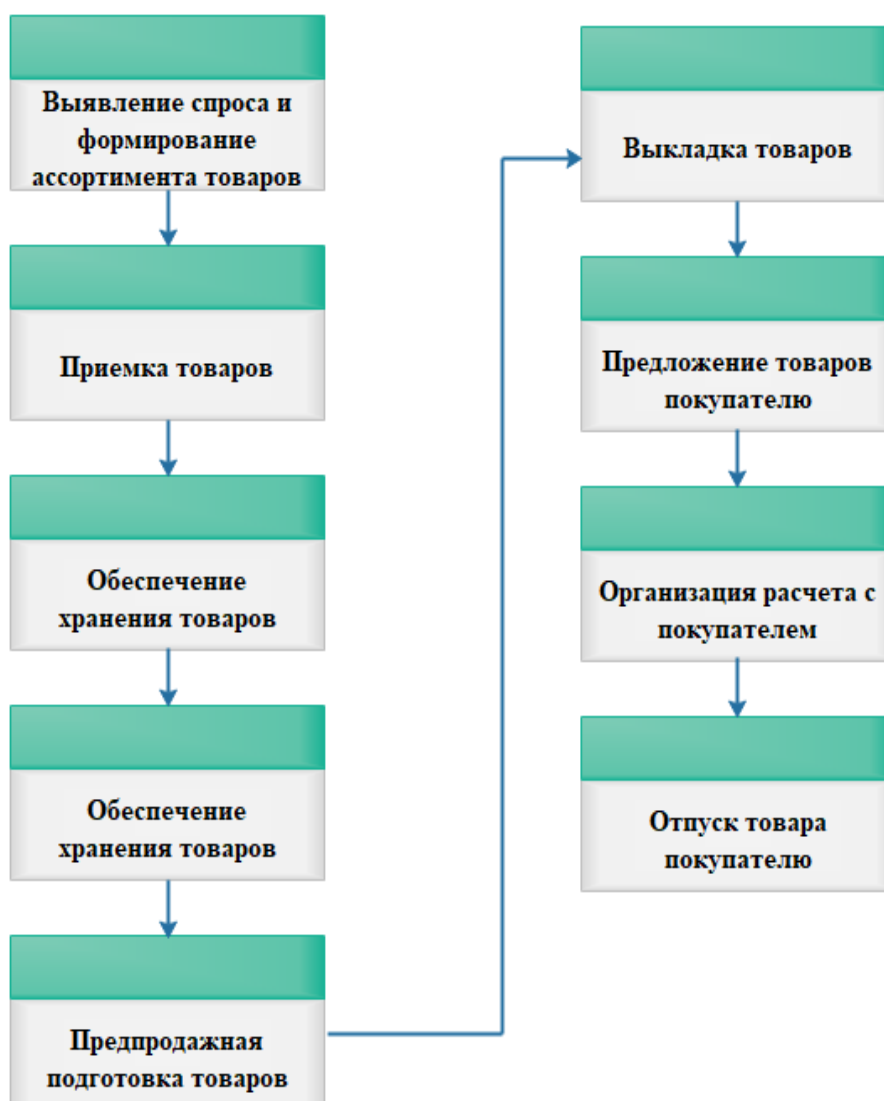 Выявление спроса и
формирование
ассортимента товаров
Приемка товаров
Обеспечение
хранения товаров
Обеспечение
хранения товаров
Предпродажная
подготовка товаров
Выкладка товаров
Предложение товаров
покупателю
Организация расчета с
покупателем
Отпуск товара
покупателю